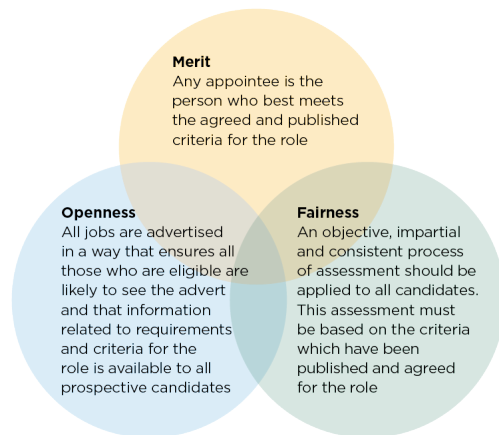 Merit
Any appointee is the
person who best meets
the agreed and published
criteria for the role
Openness
All jobs are advertised
in a way that ensures all
those who are eligible are
likely to see the advert
and that information
related to requirements
and criteria for the
role is available to all
prospective candidates
Fairness
An objective, impartial
and consistent process
of assessment should be
applied to all candidates.
This assessment must
be based on the criteria
which have been
published and agreed
for the role